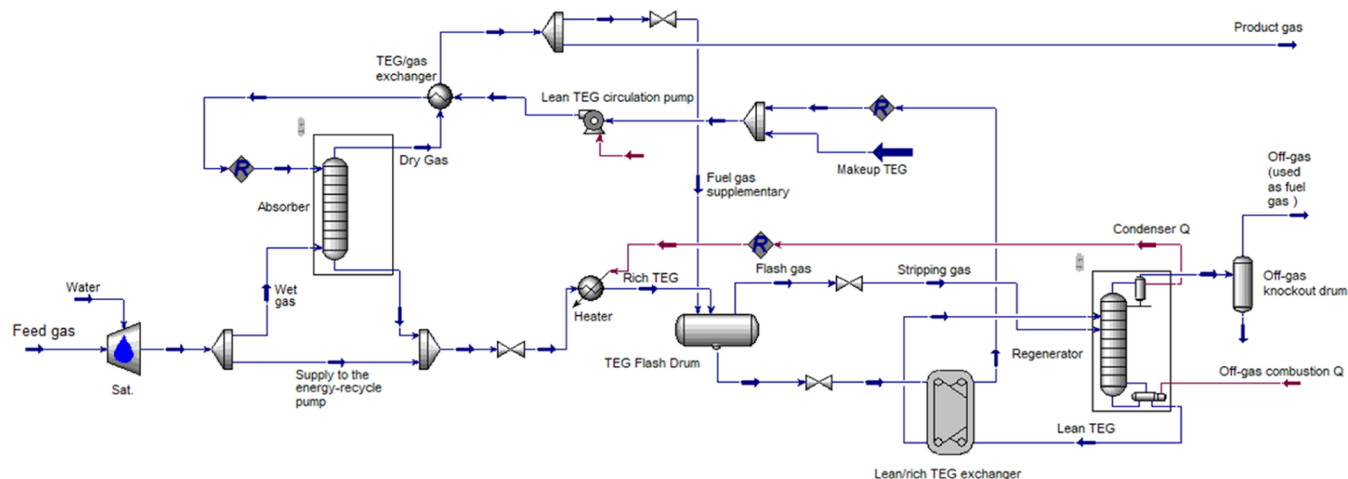 Product gas
TEG/gas
exchanger
Lean TEG circulation pump
R
Off-gas
(used
as fuel
gas )
Dry Gas
R
Makeup TEG
Fuel gas
supplementary
Absorber
Condenser Q
R
Flash gas
Stripping gas
Rich TEG
Off-gas
knockout drum
Water
Wet
gas
Heater
Feed gas
TEG Flash Drum
Regenerator
Supply to the
energy-recycle
pump
Off-gas combustion Q
Sat.
Lean TEG
Lean/rich TEG exchanger